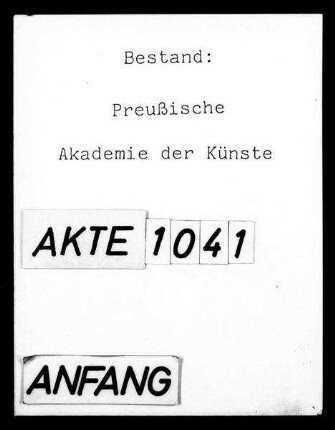 Bestand:
Preußische
Akademie der Künste
AKTE 1041
ANFANG